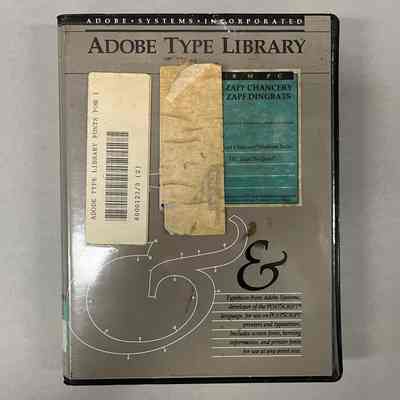 ADOBE • SYSTEMS • INCORPORATED
ADOBE TYPE LIBRARY
ZAPF CHANCERY
ZAPF DINGBATS
ADOBE TYPE LIBRARY FONTS FOR I
&
&
Typefaces from Adobe Systems,
developer of the POSTSCRIPT
language, for use on POSTSCRIPT
printers and typesetters.
Includes screen fonts, kerning
information, and printer fonts
for use at any point size.